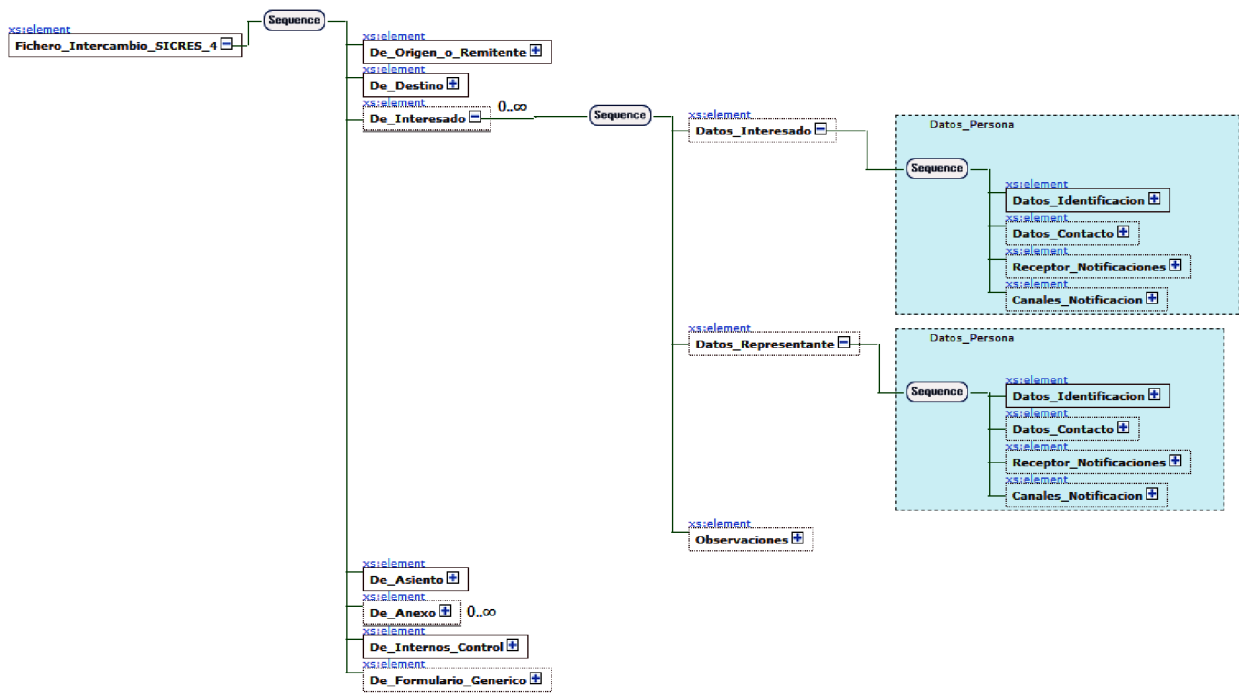 xs:element
Fichero_Intercambio_SICRES_4
Sequence
xs:element
De_Origen_o_Remitente
xs:element
De_Destino
xs:element
De_Interesado
0..∞
Sequence
xs:element
Datos_Interesado
Datos_Persona
Sequence
xs:element
Datos_Identificacion
xs:element
Datos_Contacto
xs:element
Receptor_Notificaciones
xs:element
Canales_Notificacion
xs:element
Datos_Representante
Datos_Persona
Sequence
xs:element
Datos_Identificacion
xs:element
Datos_Contacto
xs:element
Receptor_Notificaciones
xs:element
Canales_Notificacion
xs:element
Observaciones
xs:element
De_Asiento
xs:element
De_Anexo
0..∞
xs:element
De_Internos_Control
xs:element
De_Formulario_Generico